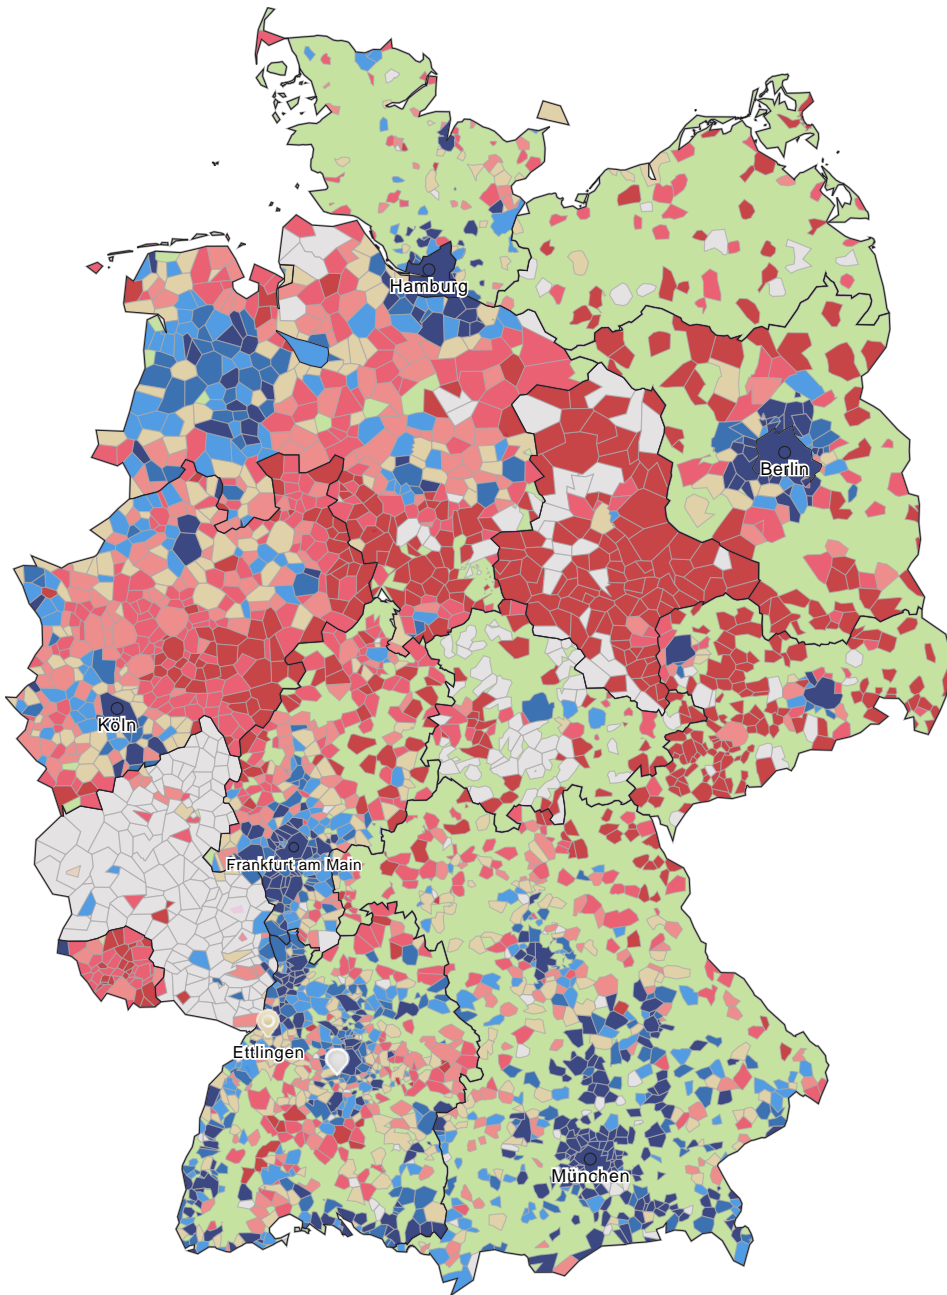 Hamburg
Berlin
Köln
Frankfurt am Main
Ettlingen
München